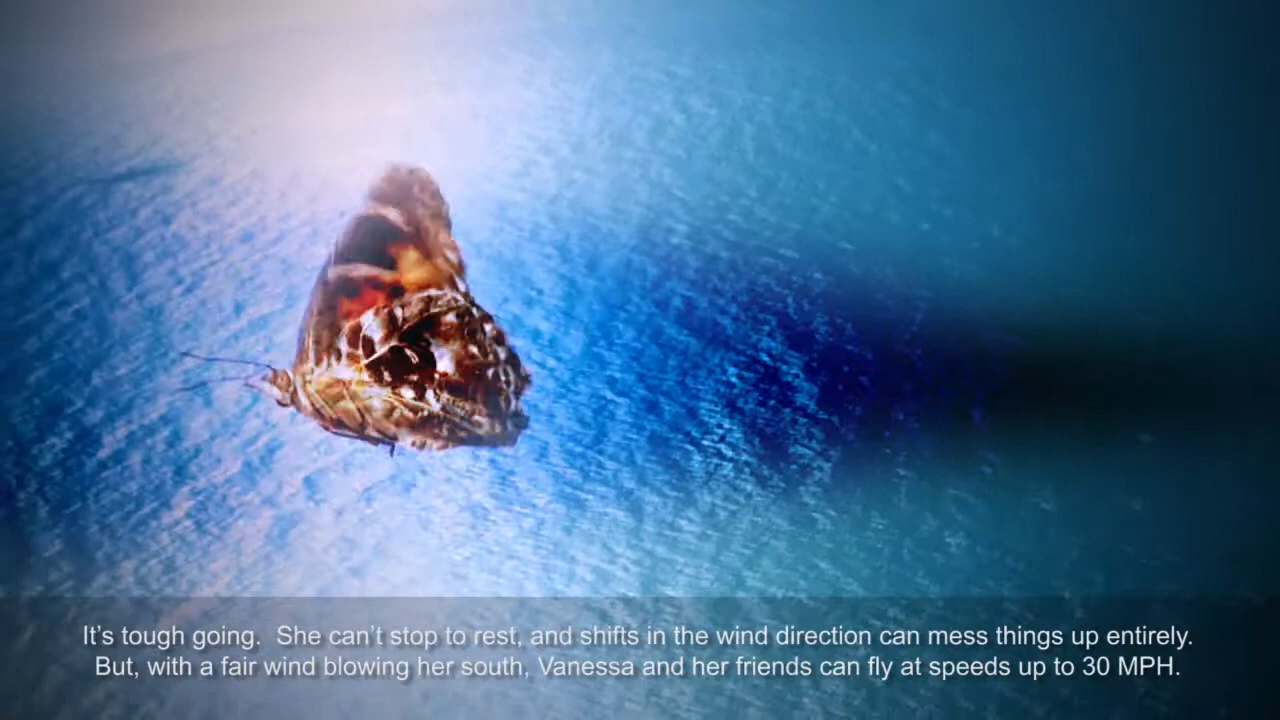 It’s tough going.  She can’t stop to rest, and shifts in the wind direction can mess things up entirely.
But, with a fair wind blowing her south, Vanessa and her friends can fly at speeds up to 30 MPH.